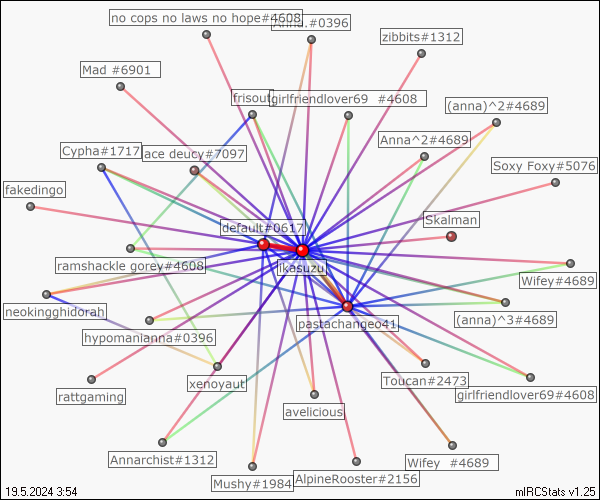 no cops no laws no hope#4608
Anna.#0396
zibbits#1312
Mad #6901
frisout
girlfriendlover69 #4608
(anna)^2#4689
Anna^2#4689
Cypha#1717
ace deucy#7097
Soxy Foxy#5076
fakedingo
Skalman
default#0617
ramshackle gorey#4608
ikasuzu
Wifey#4689
neokingghidorah
(anna)^3#4689
pastachangeo41
hypomanianna#0396
Toucan#2473
xenoyaut
girlfriendlover69#4608
rattgaming
avelicious
Annarchist#1312
Wifey #4689
AlpineRooster#2156
Mushy#1984
19.5.2024 3:54
mIRCStats v1.25